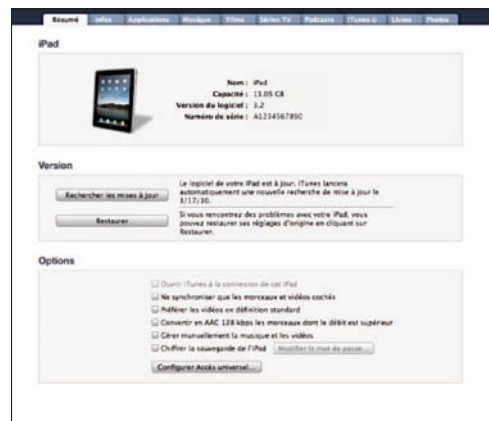 Résumé Infos Applications Musique Films Séries TV Podcasts iTunes U Livres Photos
iPad
Nom : iPad
Capacité : 13.05 GB
Version du logiciel : 3.2
Numéro de série : A1234567890
Version
Rechercher les mises à jour
Le logiciel de votre iPad est à jour. iTunes lancera
automatiquement une nouvelle recherche de mise à jour le
3/17/10.
Restaurer
Si vous rencontrez des problèmes avec votre iPad, vous
pouvez restaurer ses réglages d'origine en cliquant sur
Restaurer.
Options
Ouvrir iTunes à la connexion de cet iPad
Ne synchroniser que les morceaux et vidéos cochés
Préférer les vidéos en définition standard
Convertir en AAC 128 kbps les morceaux dont le débit est supérieur
Gérer manuellement la musique et les vidéos
Chiffrer la sauvegarde de l'iPad Modifier le mot de passe...
Configurer Accès universel...